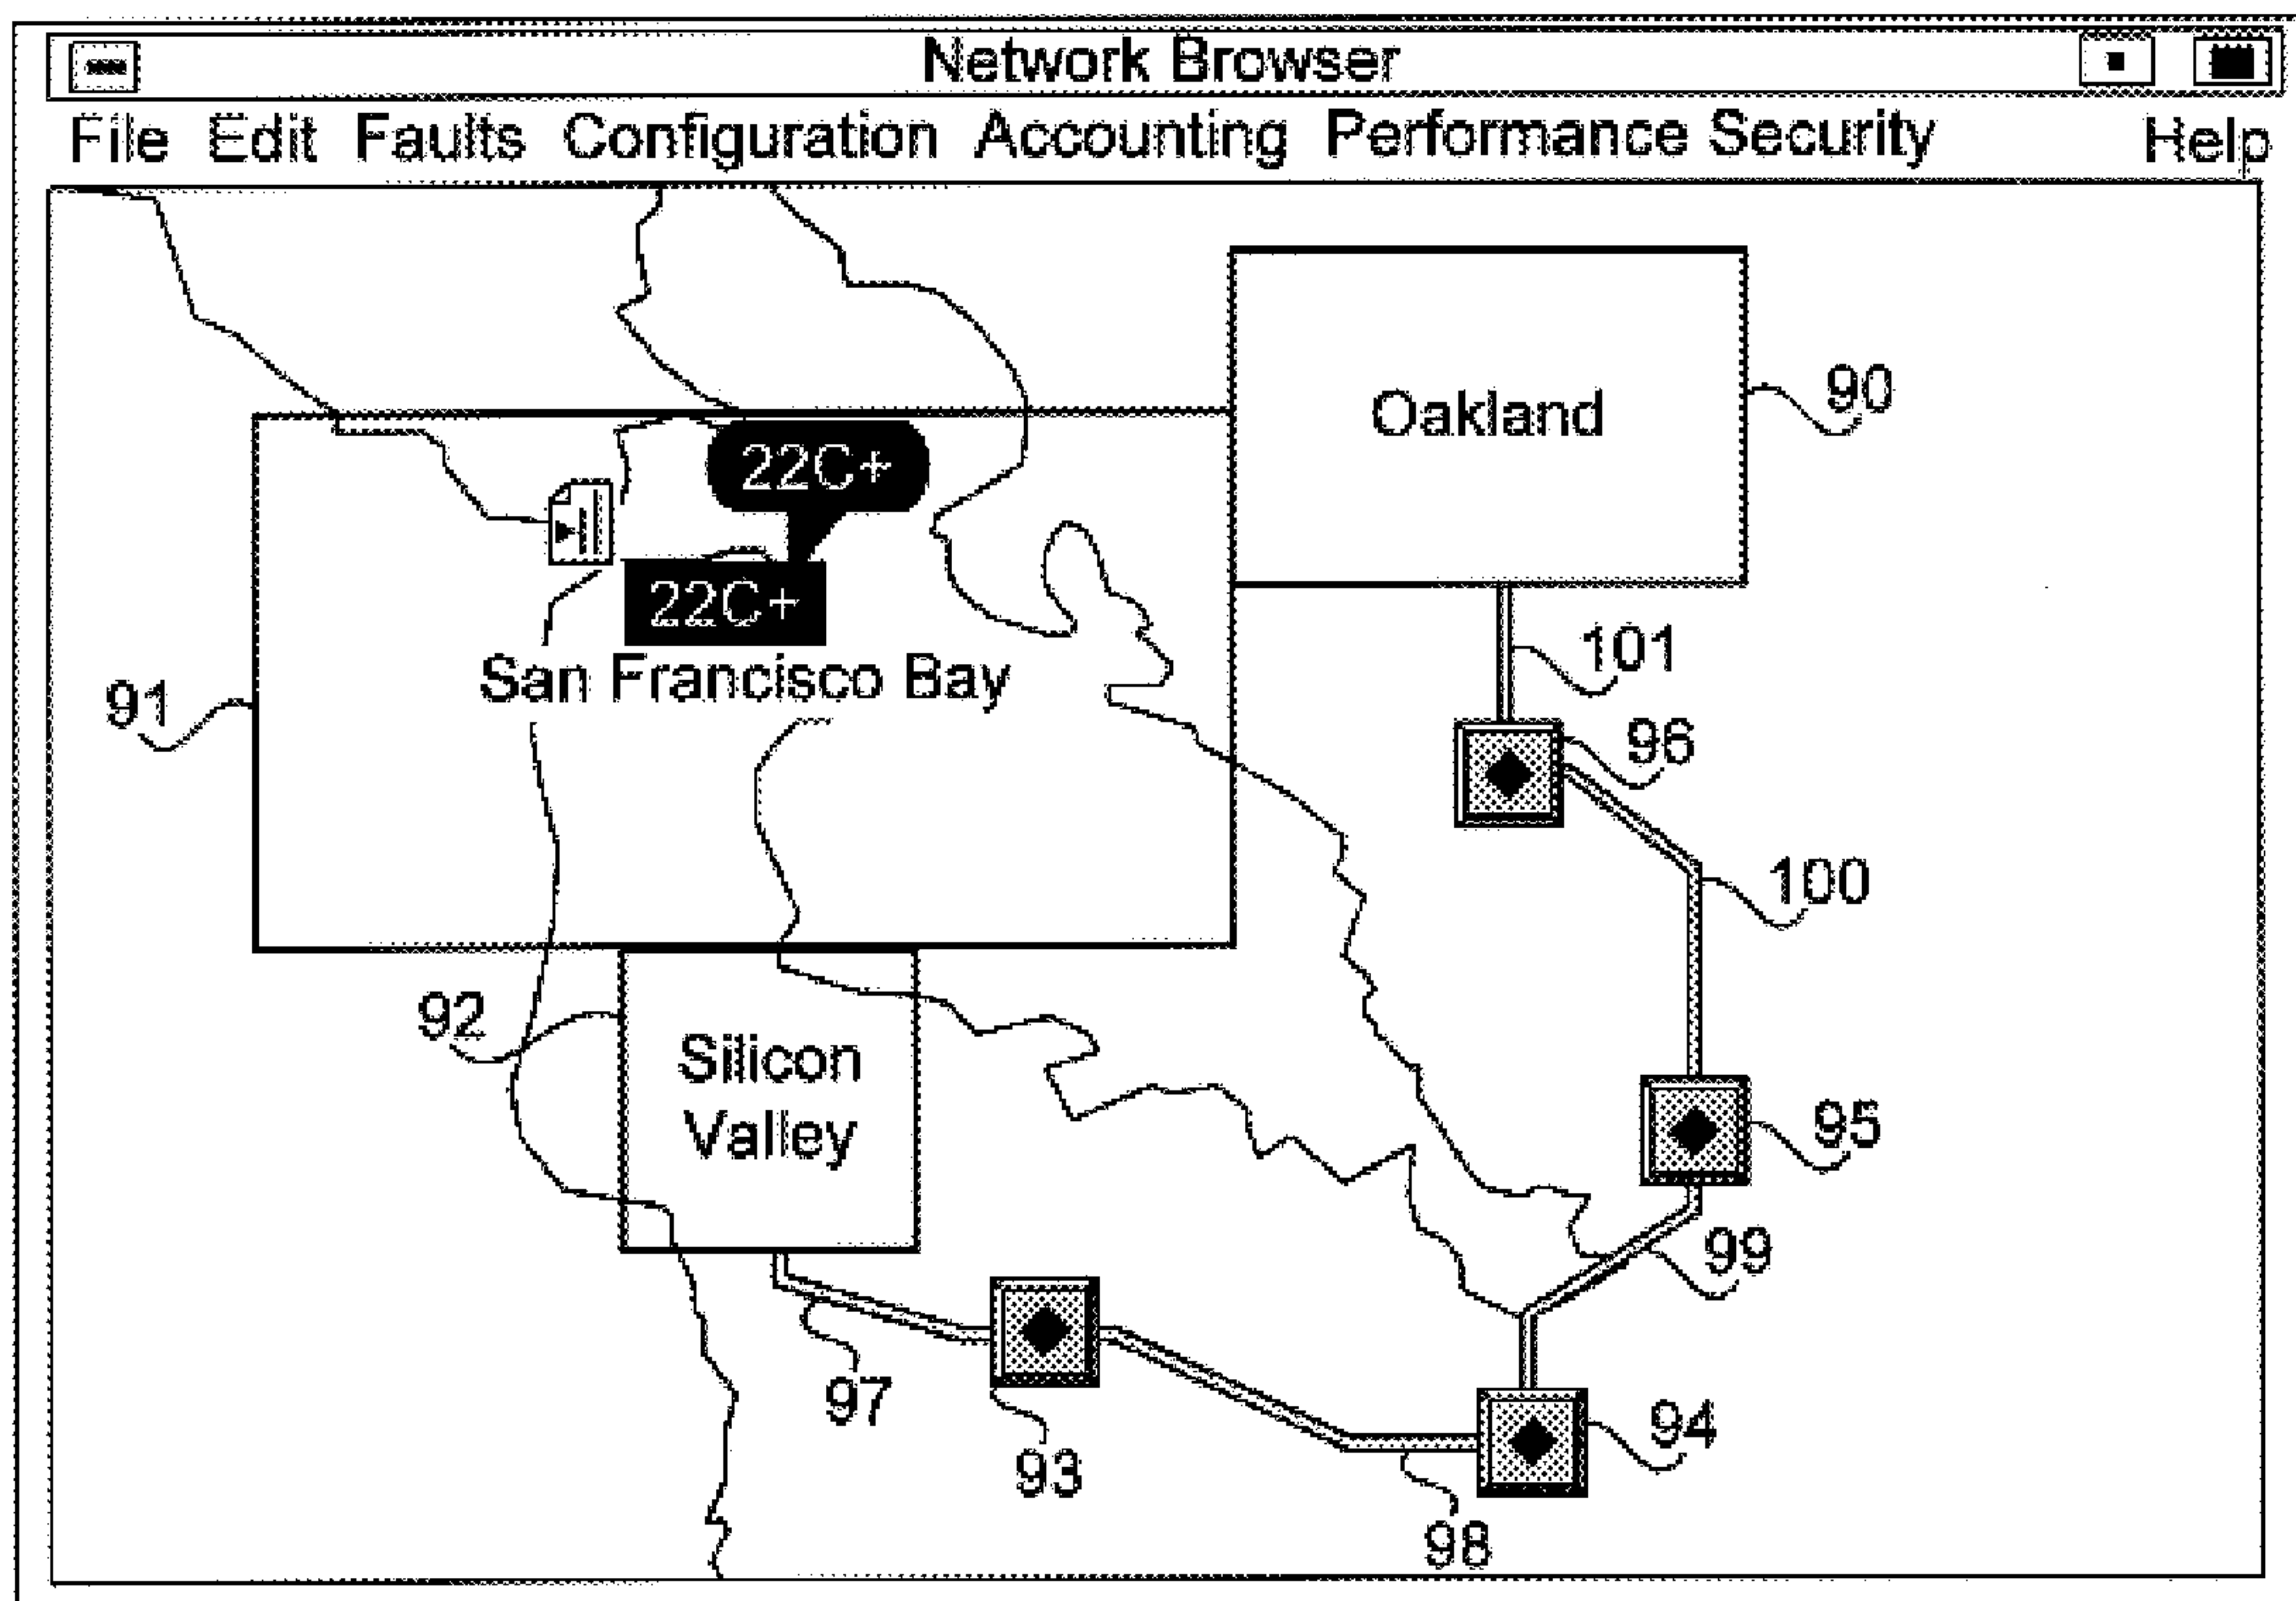 Network Browser
File Edit Faults Configuration Accounting Performance Security Help
Oakland
90
22C+
22C+
San Francisco Bay
91
101
96
100
92
Silicon
Valley
95
99
97
93
94
98